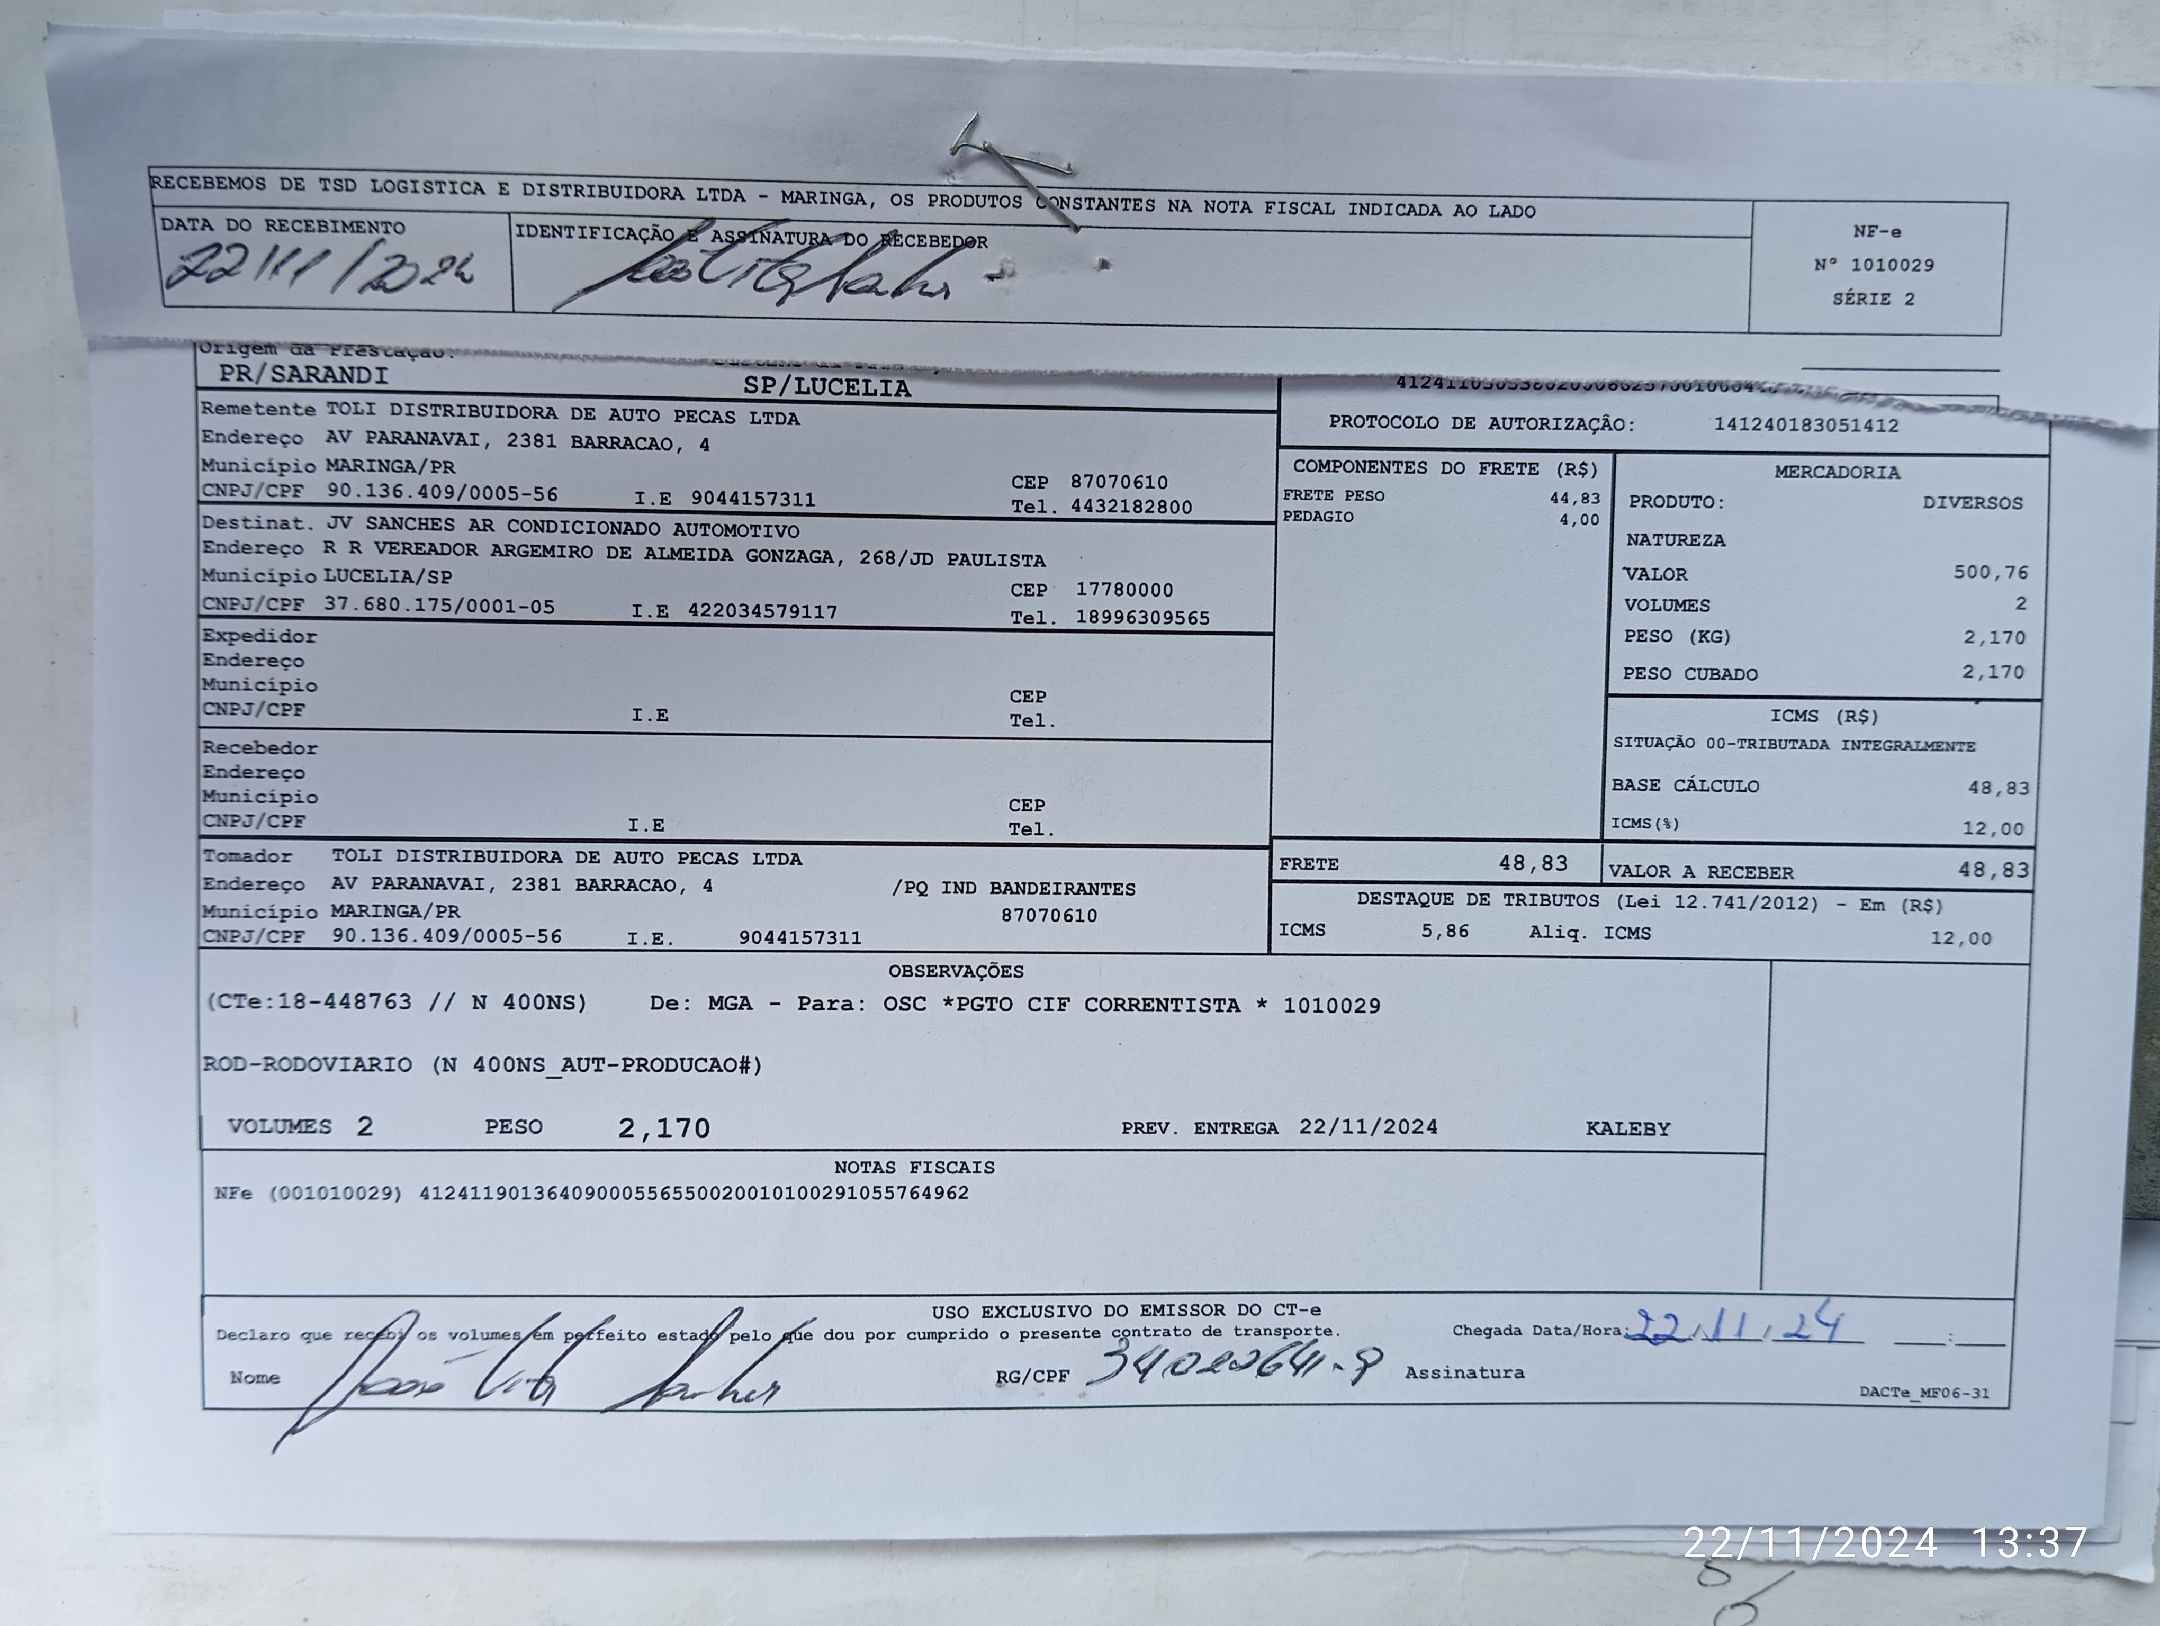 RECEBEMOS DE TSD LOGISTICA E DISTRIBUIDORA LTDA - MARINGA, OS PRODUTOS CONSTANTES NA NOTA FISCAL INDICADA AO LADO
DATA DO RECEBIMENTO
22/11/2024
IDENTIFICAÇÃO E ASSINATURA DO RECEBEDOR
NF-e
Nº 1010029
SÉRIE 2
Origem da Prestação:
PR/SARANDI
SP/LUCELIA
Remetente TOLI DISTRIBUIDORA DE AUTO PECAS LTDA
Endereço AV PARANAVAI, 2381 BARRACAO, 4
Município MARINGA/PR CEP 87070610
CNPJ/CPF 90.136.409/0005-56 I.E 9044157311 Tel. 4432182800
Destinat. JV SANCHES AR CONDICIONADO AUTOMOTIVO
Endereço R R VEREADOR ARGEMIRO DE ALMEIDA GONZAGA, 268/JD PAULISTA
Município LUCELIA/SP CEP 17780000
CNPJ/CPF 37.680.175/0001-05 I.E 422034579117 Tel. 18996309565
Expedidor
Endereço
Município CEP
CNPJ/CPF I.E Tel.
Recebedor
Endereço
Município CEP
CNPJ/CPF I.E Tel.
Tomador TOLI DISTRIBUIDORA DE AUTO PECAS LTDA
Endereço AV PARANAVAI, 2381 BARRACAO, 4 /PQ IND BANDEIRANTES
Município MARINGA/PR 87070610
CNPJ/CPF 90.136.409/0005-56 I.E. 9044157311
PROTOCOLO DE AUTORIZAÇÃO: 141240183051412
COMPONENTES DO FRETE (R$)
FRETE PESO 44,83
PEDAGIO 4,00
MERCADORIA
PRODUTO: DIVERSOS
NATUREZA
VALOR 500,76
VOLUMES 2
PESO (KG) 2,170
PESO CUBADO 2,170
ICMS (R$)
SITUAÇÃO 00-TRIBUTADA INTEGRALMENTE
BASE CÁLCULO 48,83
ICMS(%) 12,00
FRETE 48,83
VALOR A RECEBER 48,83
DESTAQUE DE TRIBUTOS (Lei 12.741/2012) - Em (R$)
ICMS 5,86 Aliq. ICMS 12,00
OBSERVAÇÕES
(CTe:18-448763 // N 400NS) De: MGA - Para: OSC *PGTO CIF CORRENTISTA * 1010029
ROD-RODOVIARIO (N 400NS_AUT-PRODUCAO#)
VOLUMES 2 PESO 2,170 PREV. ENTREGA 22/11/2024 KALEBY
NOTAS FISCAIS
NFe (001010029) 41241190136409000556550020010100291055764962
USO EXCLUSIVO DO EMISSOR DO CT-e
Declaro que recebi os volumes em perfeito estado pelo que dou por cumprido o presente contrato de transporte. Chegada Data/Hora: 22/11/24 :
Nome RG/CPF Assinatura
DACTe_MF06-31
22/11/2024 13:37